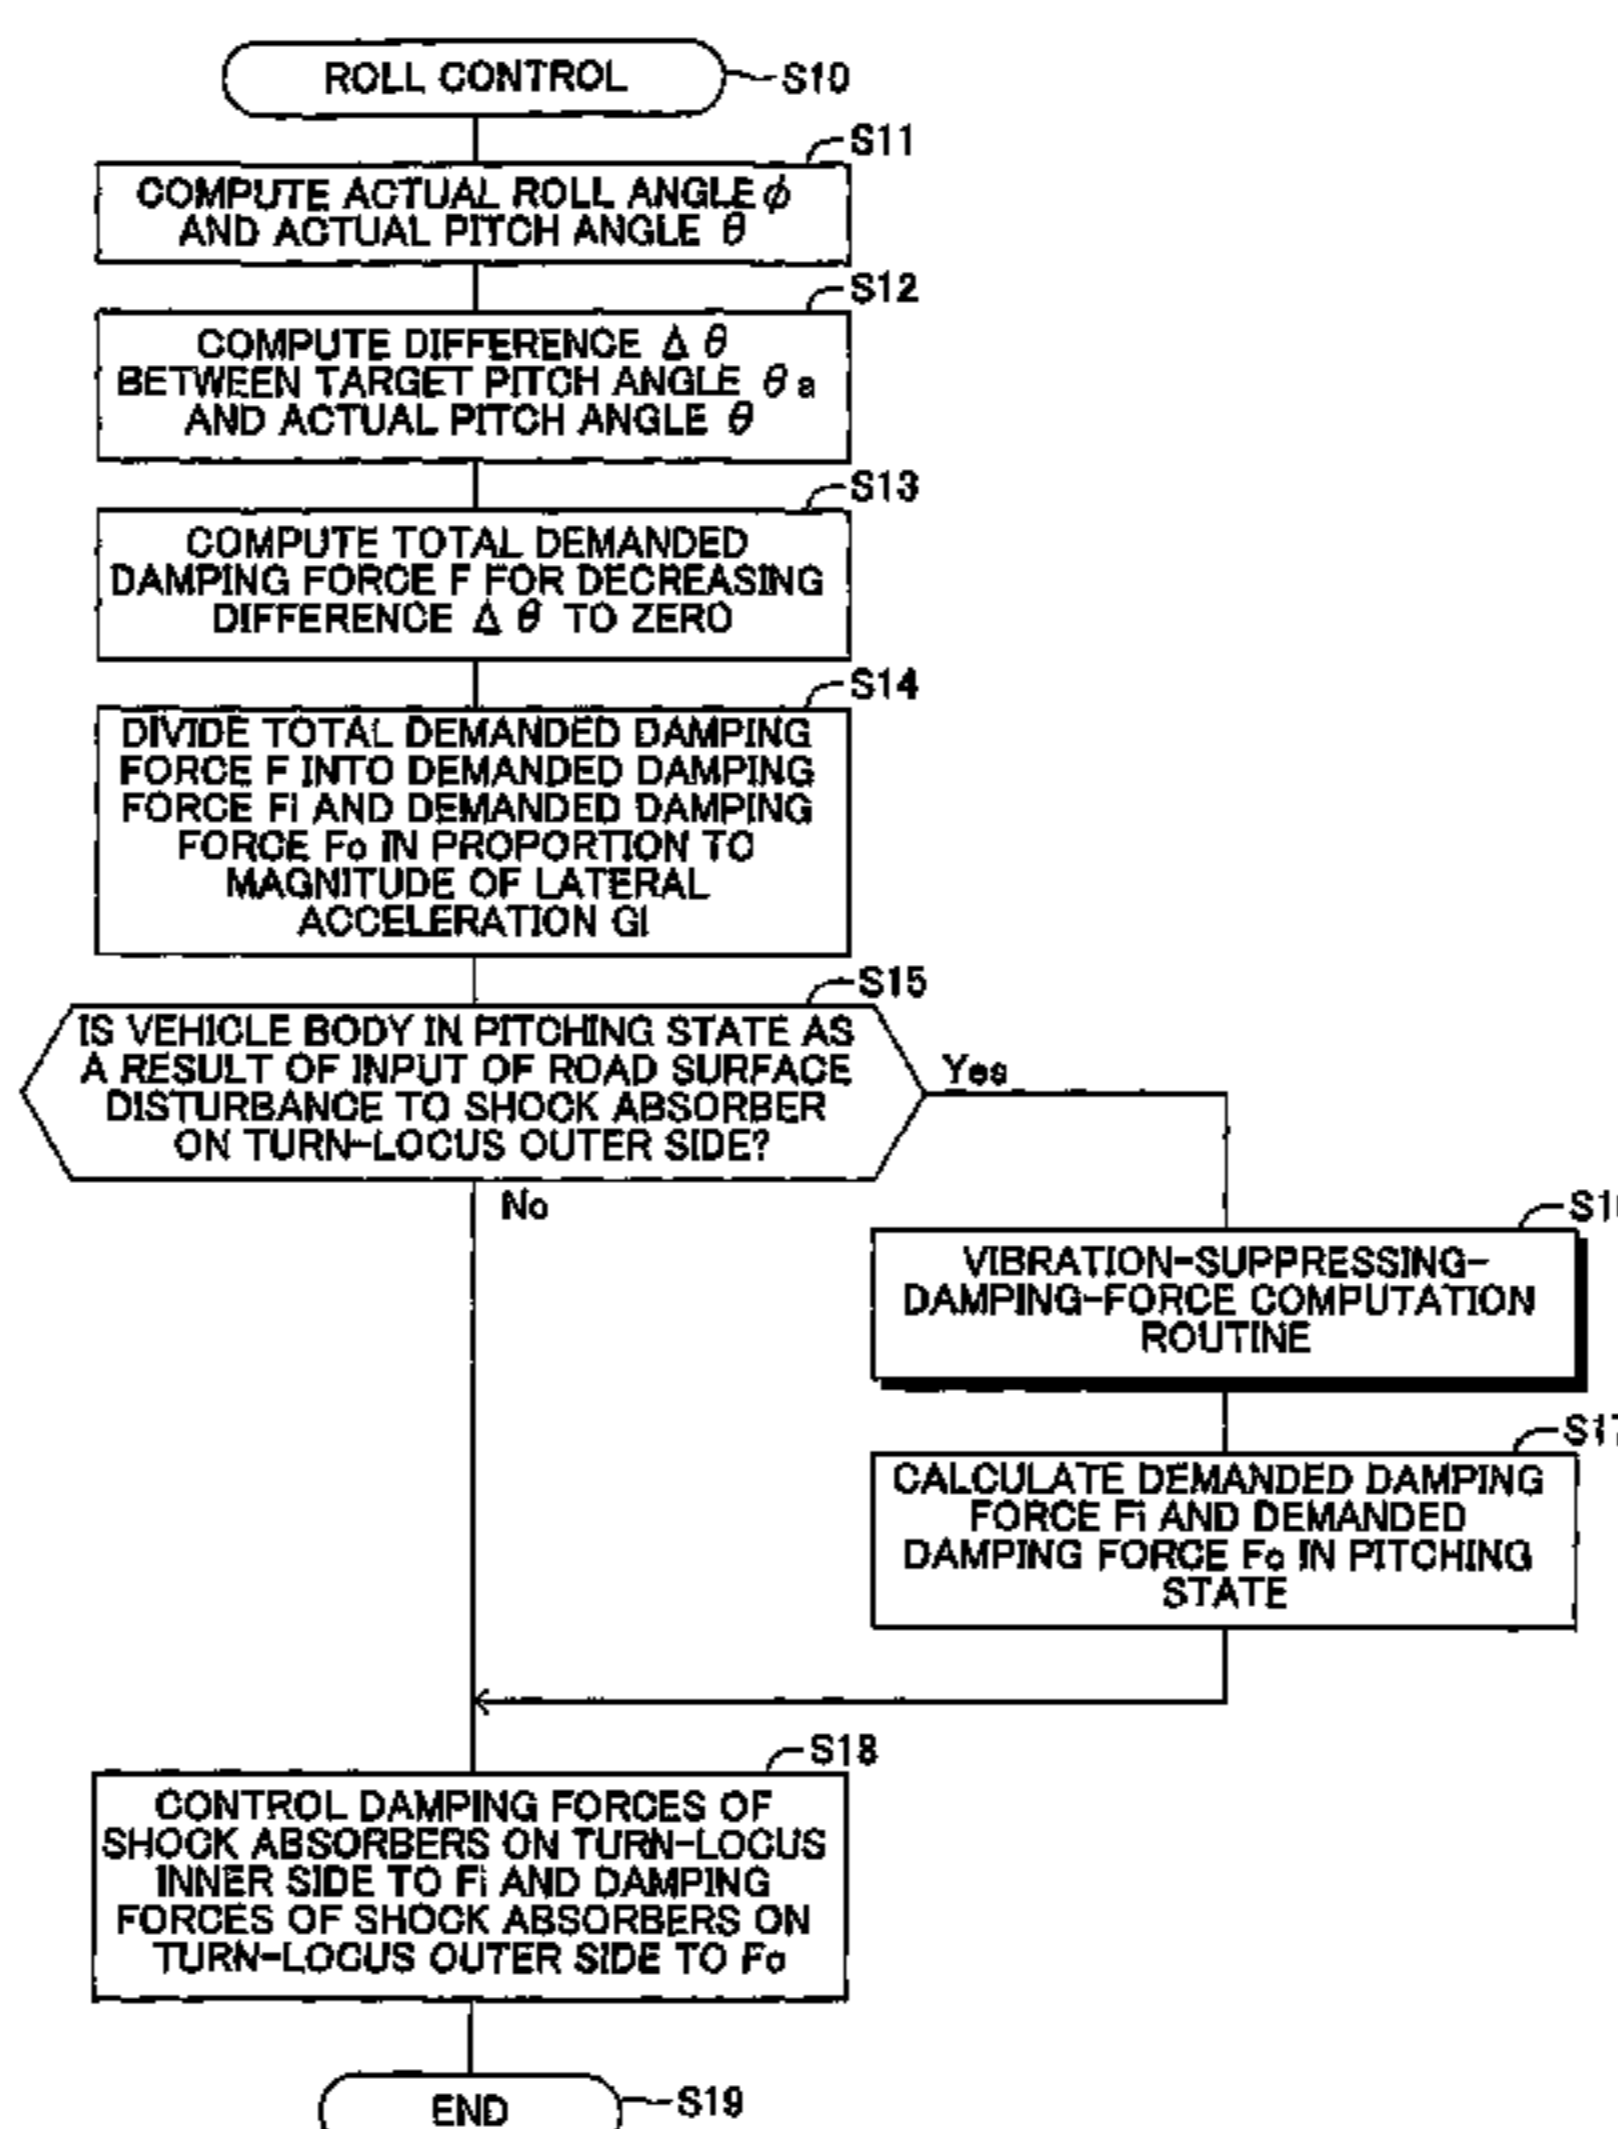 ROLL CONTROL
S10
S11
COMPUTE ACTUAL ROLL ANGLE ϕ
AND ACTUAL PITCH ANGLE θ
S12
COMPUTE DIFFERENCE Δ θ
BETWEEN TARGET PITCH ANGLE θ a
AND ACTUAL PITCH ANGLE θ
S13
COMPUTE TOTAL DEMANDED
DAMPING FORCE F FOR DECREASING
DIFFERENCE Δ θ TO ZERO
S14
DIVIDE TOTAL DEMANDED DAMPING
FORCE F INTO DEMANDED DAMPING
FORCE Fi AND DEMANDED DAMPING
FORCE Fo IN PROPORTION TO
MAGNITUDE OF LATERAL
ACCELERATION Gl
S15
IS VEHICLE BODY IN PITCHING STATE AS
A RESULT OF INPUT OF ROAD SURFACE
DISTURBANCE TO SHOCK ABSORBER
ON TURN-LOCUS OUTER SIDE?
Yes
No
VIBRATION-SUPPRESSING-
DAMPING-FORCE COMPUTATION
ROUTINE
CALCULATE DEMANDED DAMPING
FORCE Fi AND DEMANDED
DAMPING FORCE Fo IN PITCHING
STATE
S18
CONTROL DAMPING FORCES OF
SHOCK ABSORBERS ON TURN-LOCUS
INNER SIDE TO Fi AND DAMPING
FORCES OF SHOCK ABSORBERS ON
TURN-LOCUS OUTER SIDE TO Fo
END
S19